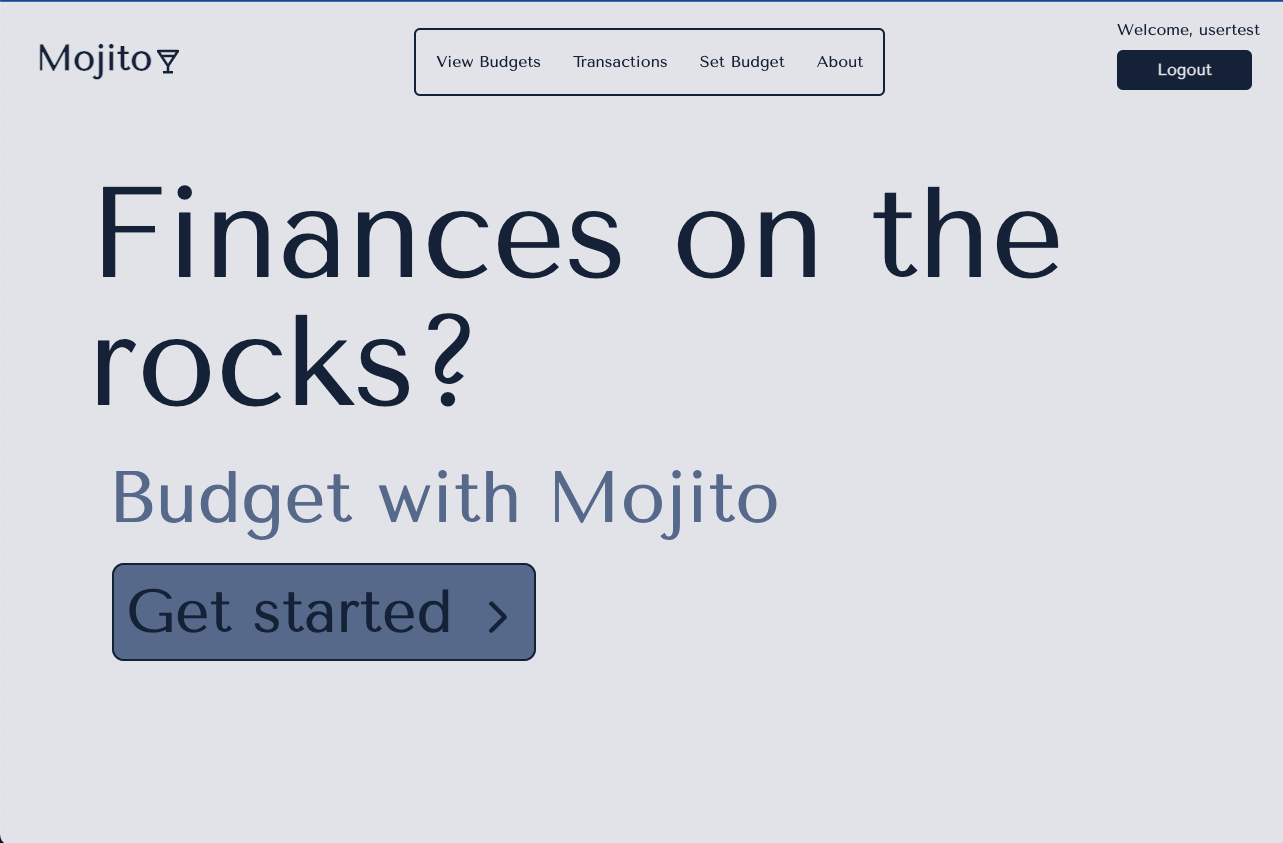 Mojito
View Budgets
Transactions
Set Budget
About
Welcome, usertest
Logout
Finances on the
rocks?
Budget with Mojito
Get started